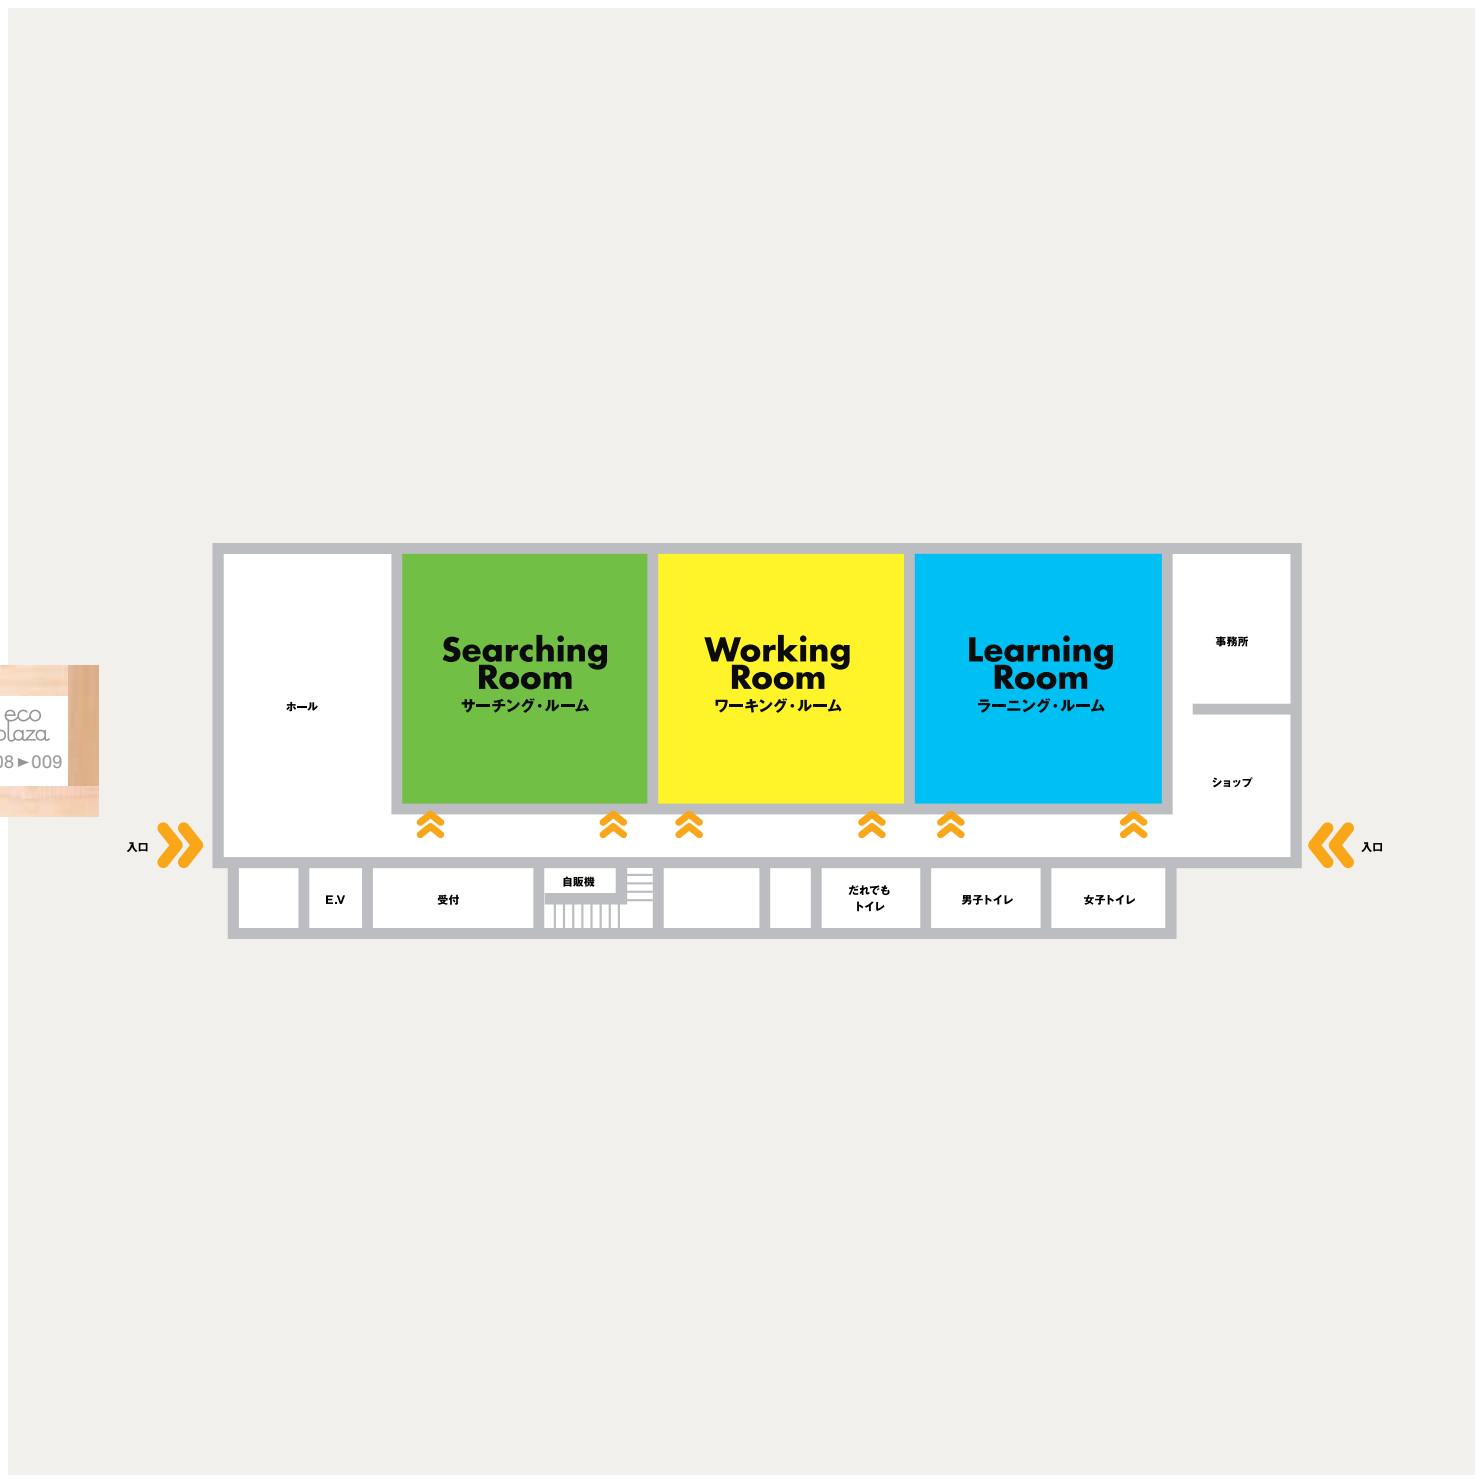 Searching
Room
サーチング・ルーム
Working
Room
ワーキング・ルーム
Learning
Room
ラーニング・ルーム
事務所
ホール
ショップ
eco
plaza
08▶009
入口
入口
E.V
受付
自販機
だれでも
トイレ
男子トイレ
女子トイレ